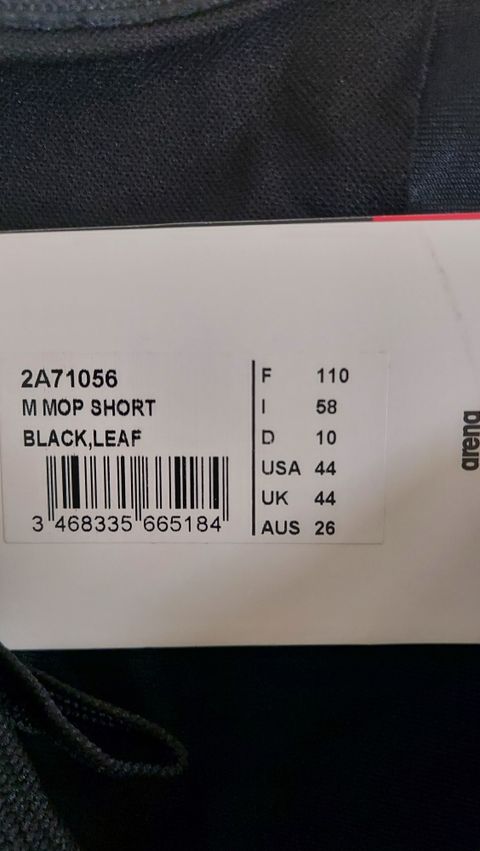 2A71056
M MOP SHORT
BLACK,LEAF
3 468335 665184
F 110
I 58
D 10
USA 44
UK 44
AUS 26
arena